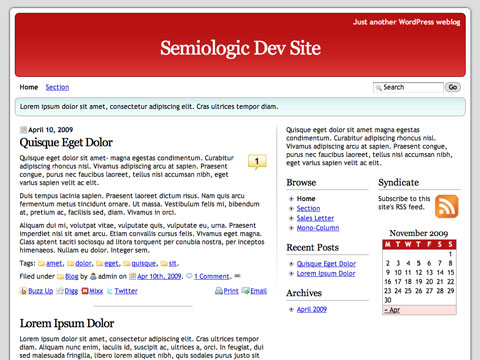 Just another WordPress weblog
Semiologic Dev Site
Home Section
Search Go
Lorem ipsum dolor sit amet, consectetur adipiscing elit. Cras ultrices tempor diam.
April 10, 2009
Quisque Eget Dolor
1
Quisque eget dolor sit amet- magna egestas condimentum. Curabitur
adipiscing rhoncus nisl. Vivamus adipiscing arcu at sapien. Praesent
congue, purus nec faucibus laoreet, tellus nisi accumsan nibh, eget
varius sapien velit ac elit.
Duis tempus lacinia sapien. Praesent laoreet dictum risus. Nam quis arcu
fermentum metus tincidunt ornare. Ut massa. Vestibulum felis mi, bibendum
at, pretium ac, facilisis sed, diam. Vivamus in orci.
Aliquam dui mi, volutpat vitae, vulputate quis, vulputate eu, urna. Praesent
imperdiet nisl sit amet arcu. Etiam convallis cursus felis. Vivamus eget magna.
Class aptent taciti sociosqu ad litora torquent per conubia nostra, per inceptos
himenaeos. Nullam eu dolor. Integer sem.
Tags: amet, dolor, eget, quisque, sit.
Filed under Blog by admin on Apr 10th, 2009. 1 Comment.
Buzz Up Digg Mixx Twitter Print Email
Lorem Ipsum Dolor
Lorem ipsum dolor sit amet, consectetur adipiscing elit. Cras ultrices tempor
diam. Aliquam nunc enim, iaculis id, suscipit ac, ultrices a, orci. In feugiat, dui
sed malesuada fringilla, libero ipsum lobortis nibh, quis sodales purus justo et
Quisque eget dolor sit amet- magna egestas condimentum.
Curabitur adipiscing rhoncus nisl. Vivamus adipiscing arcu
at sapien. Praesent congue, purus nec faucibus laoreet,
tellus nisi accumsan nibh, eget varius sapien velit ac elit.
Browse
Home
Section
Sales Letter
Mono-Column
Recent Posts
Quisque Eget Dolor
Lorem Ipsum Dolor
Archives
April 2009
Syndicate
Subscribe to this
site's RSS feed.
November 2009
M T W T F S S
1
2 3 4 5 6 7 8
9 10 11 12 13 14 15
16 17 18 19 20 21 22
23 24 25 26 27 28 29
30
« Apr